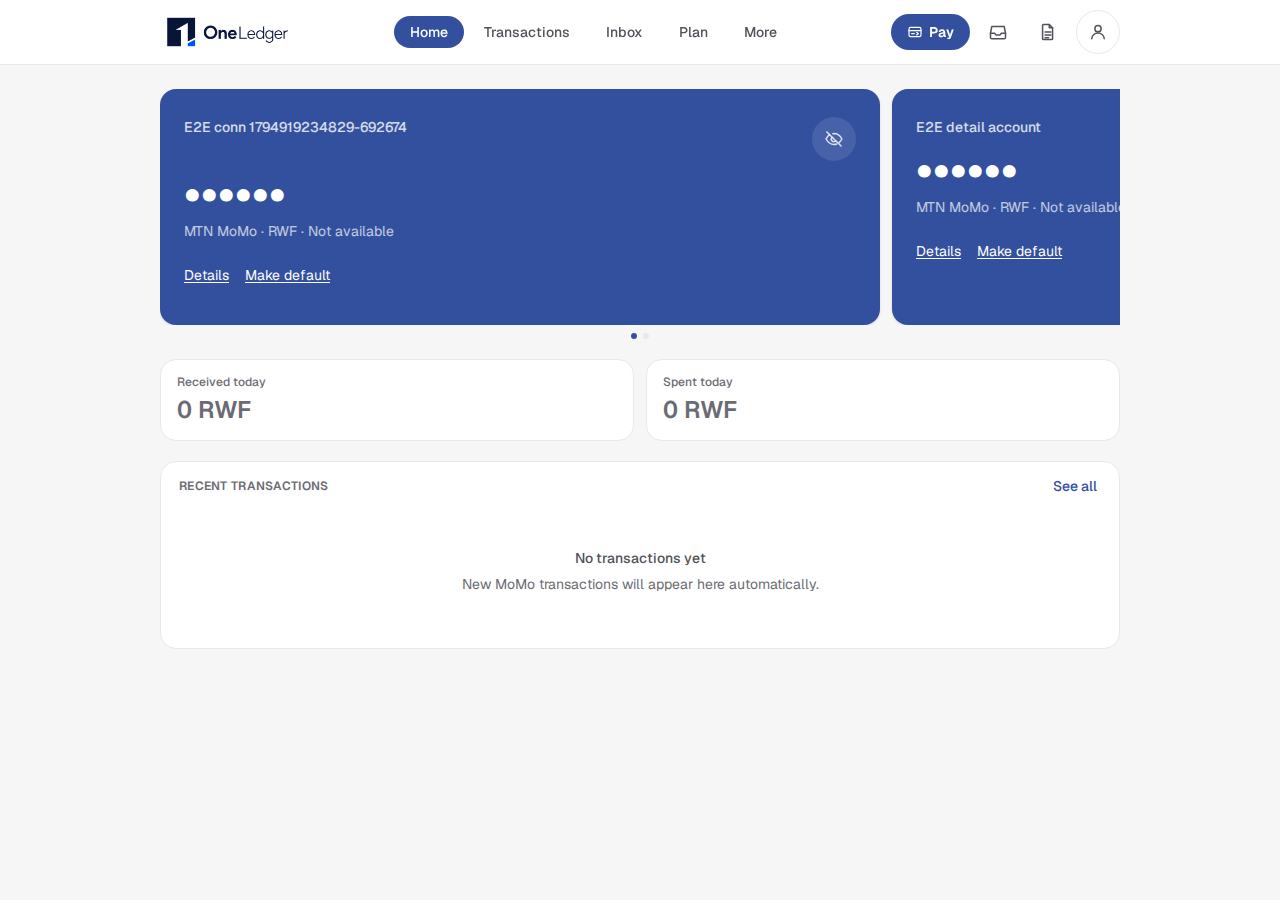 OneLedger
Home Transactions Inbox Plan More
Pay
E2E conn 1794919234829-692674
●●●●●●
MTN MoMo · RWF · Not available
Details Make default
E2E detail account
●●●●●●
MTN MoMo · RWF · Not available
Details Make default
Received today
0 RWF
Spent today
0 RWF
RECENT TRANSACTIONS
See all
No transactions yet
New MoMo transactions will appear here automatically.